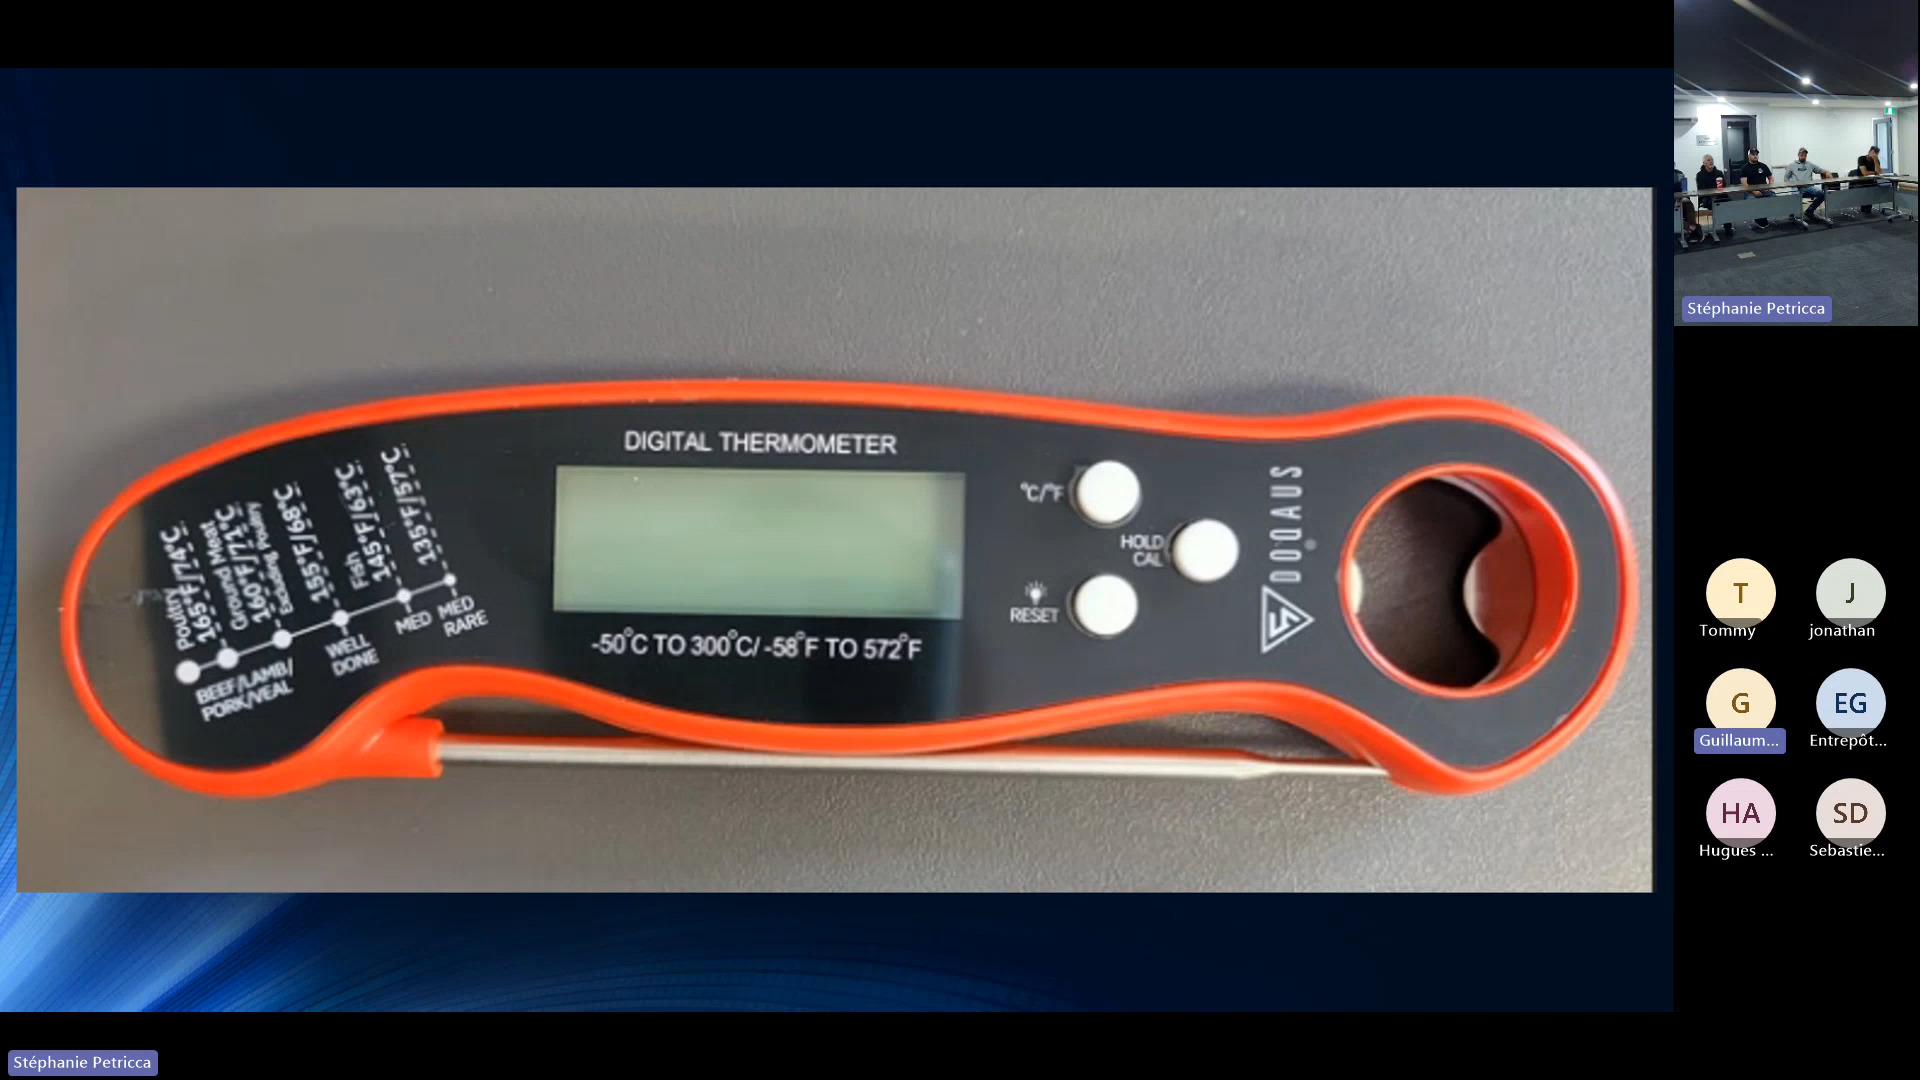 DIGITAL THERMOMETER
-50°C TO 300°C/ -58°F TO 572°F
Poultry
165°F/74°C
Ground Meat
160°F/71°C
Excluding Poultry
155°F/68°C
Fish
145°F/63°C
135°F/57°C
BEEF/LAMB/
PORK/VEAL
WELL
DONE
MED
MED
RARE
°C/°F
HOLD
CAL
RESET
DOQAUS
Stéphanie Petricca
T
Tommy
J
jonathan
G
Guillaum...
EG
Entrepôt...
HA
Hugues ...
SD
Sebastie...
Stéphanie Petricca